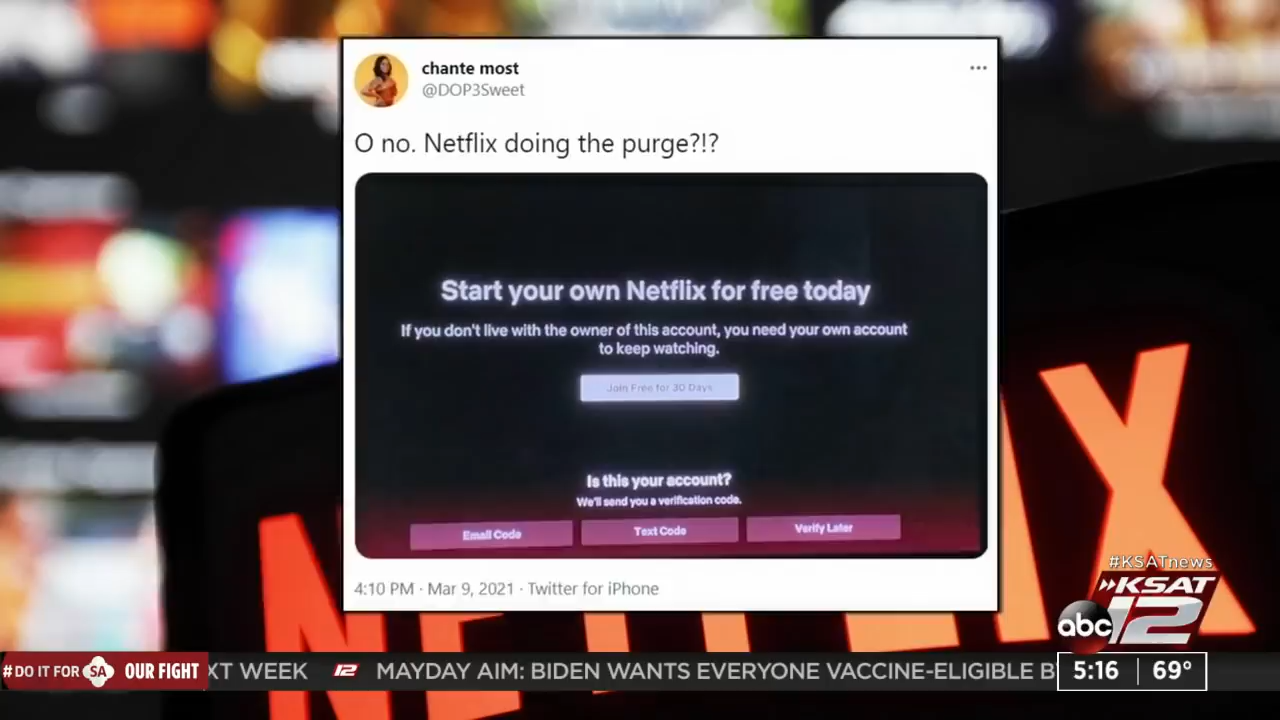 chante most
@DOP3Sweet
O no. Netflix doing the purge?!?
Start your own Netflix for free today
If you don't live with the owner of this account, you need your own account
to keep watching.
Join Free for 30 Days
Is this your account?
We'll send you a verification code.
Email Code
Text Code
Verify Later
4:10 PM · Mar 9, 2021 · Twitter for iPhone
NETFLIX
#KSATnews
KSAT
abc 12
#DO IT FOR SA OUR FIGHT
XT WEEK 12 MAYDAY AIM: BIDEN WANTS EVERYONE VACCINE-ELIGIBLE B
5:16 69°